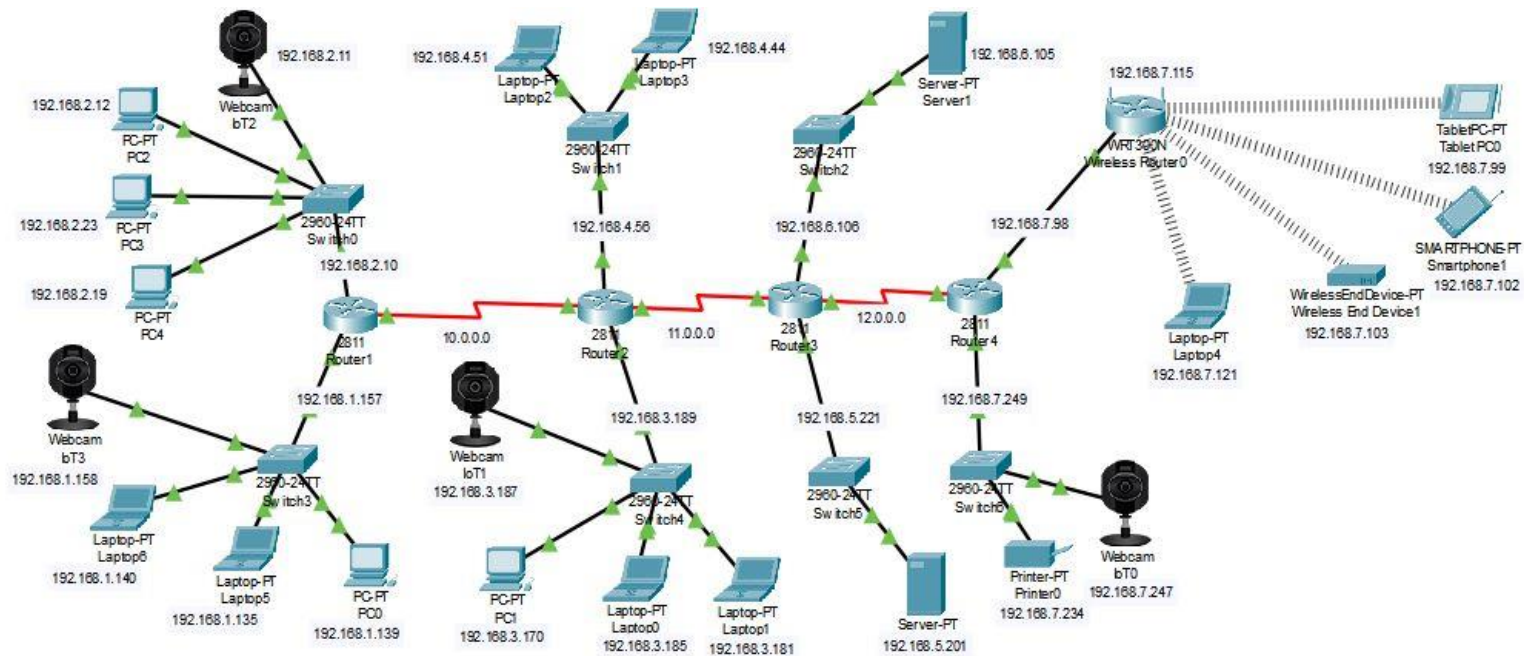 192.168.2.11
Webcam
IoT2
192.168.2.12
PC-PT
PC2
192.168.2.23
PC-PT
PC3
192.168.2.19
PC-PT
PC4
2960-24TT
Switch0
192.168.2.10
2811
Router1
192.168.1.157
Webcam
IoT3
192.168.1.158
2960-24TT
Switch3
Laptop-PT
Laptop6
192.168.1.140
Laptop-PT
Laptop5
192.168.1.135
PC-PT
PC0
192.168.1.139
10.0.0.0
192.168.4.51
Laptop-PT
Laptop2
Laptop-PT
Laptop3
192.168.4.44
2960-24TT
Switch1
192.168.4.56
2811
Router2
192.168.3.189
Webcam
IoT1
192.168.3.187
2960-24TT
Switch4
PC-PT
PC1
192.168.3.170
Laptop-PT
Laptop0
192.168.3.185
Laptop-PT
Laptop1
192.168.3.181
11.0.0.0
192.168.6.105
Server-PT
Server1
2960-24TT
Switch2
192.168.6.106
2811
Router3
192.168.5.221
2960-24TT
Switch5
Server-PT
192.168.5.201
12.0.0.0
192.168.7.115
WRT300N
Wireless Router0
192.168.7.98
2811
Router4
192.168.7.249
2960-24TT
Switch6
Printer-PT
Printer0
192.168.7.234
Webcam
IoT0
192.168.7.247
TabletPC-PT
Tablet PC0
192.168.7.99
SMARTPHONE-PT
Smartphone1
192.168.7.102
WirelessEndDevice-PT
Wireless End Device1
192.168.7.103
Laptop-PT
Laptop4
192.168.7.121